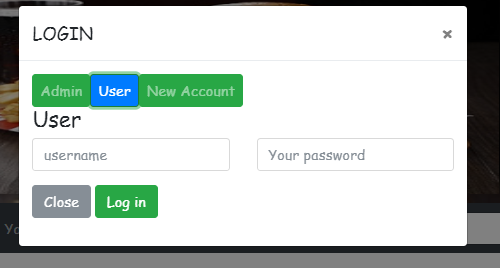 LOGIN ×
Admin User New Account
User
username Your password
Close Log in